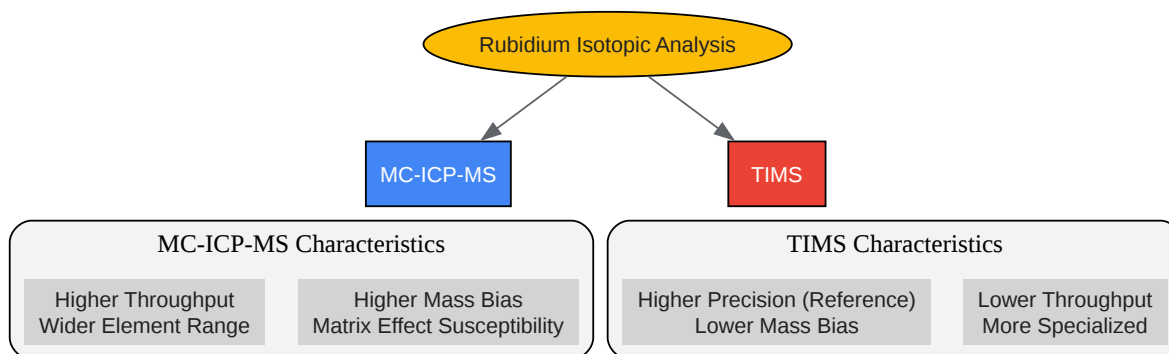 Rubidium Isotopic Analysis
MC-ICP-MS
TIMS
MC-ICP-MS Characteristics
Higher Throughput
Wider Element Range
Higher Mass Bias
Matrix Effect Susceptibility
TIMS Characteristics
Higher Precision (Reference)
Lower Mass Bias
Lower Throughput
More Specialized